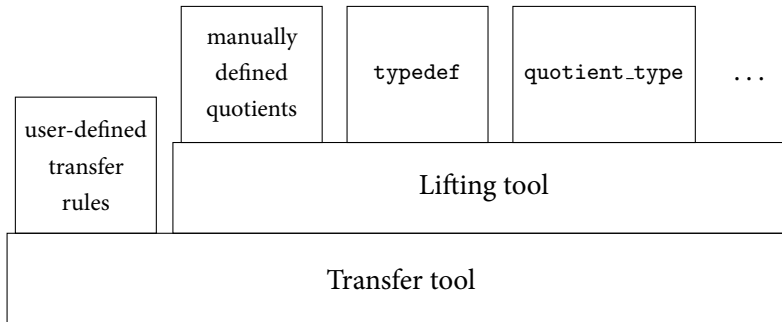 manually
defined
quotients
typedef
quotient_type
...
user-defined
transfer
rules
Lifting tool
Transfer tool